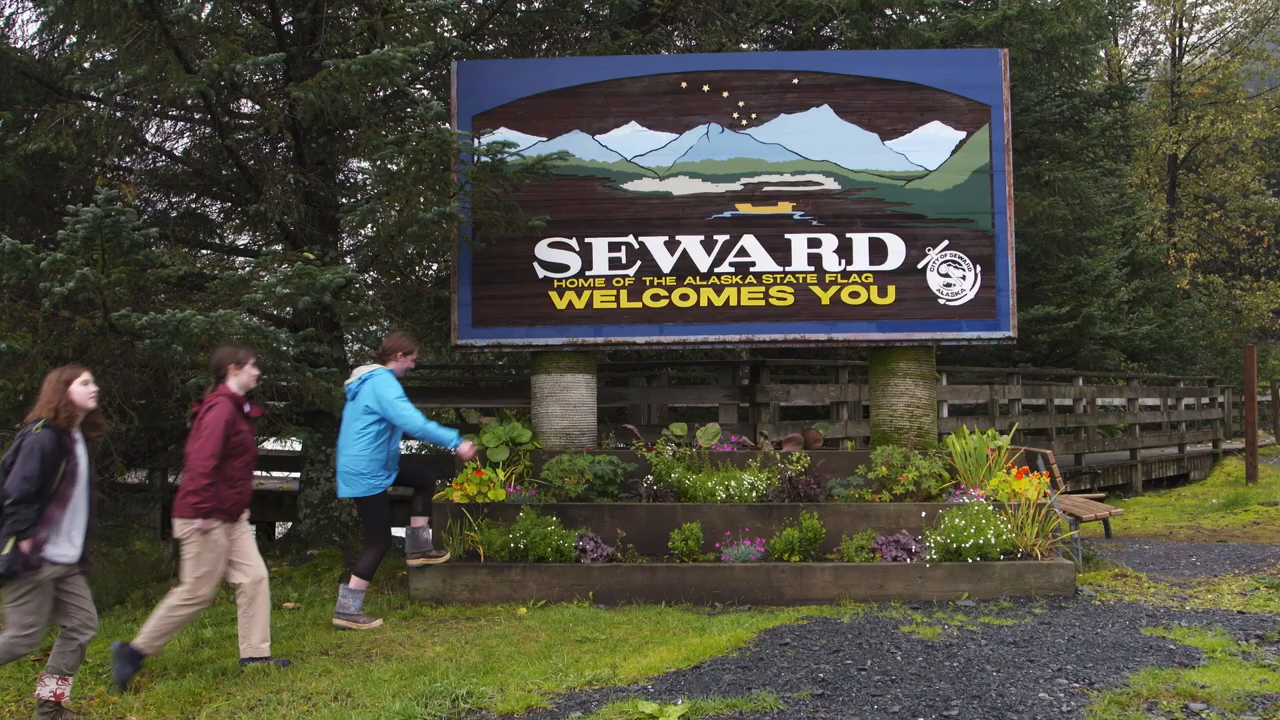 SEWARD
HOME OF THE ALASKA STATE FLAG
WELCOMES YOU
CITY OF SEWARD
ALASKA